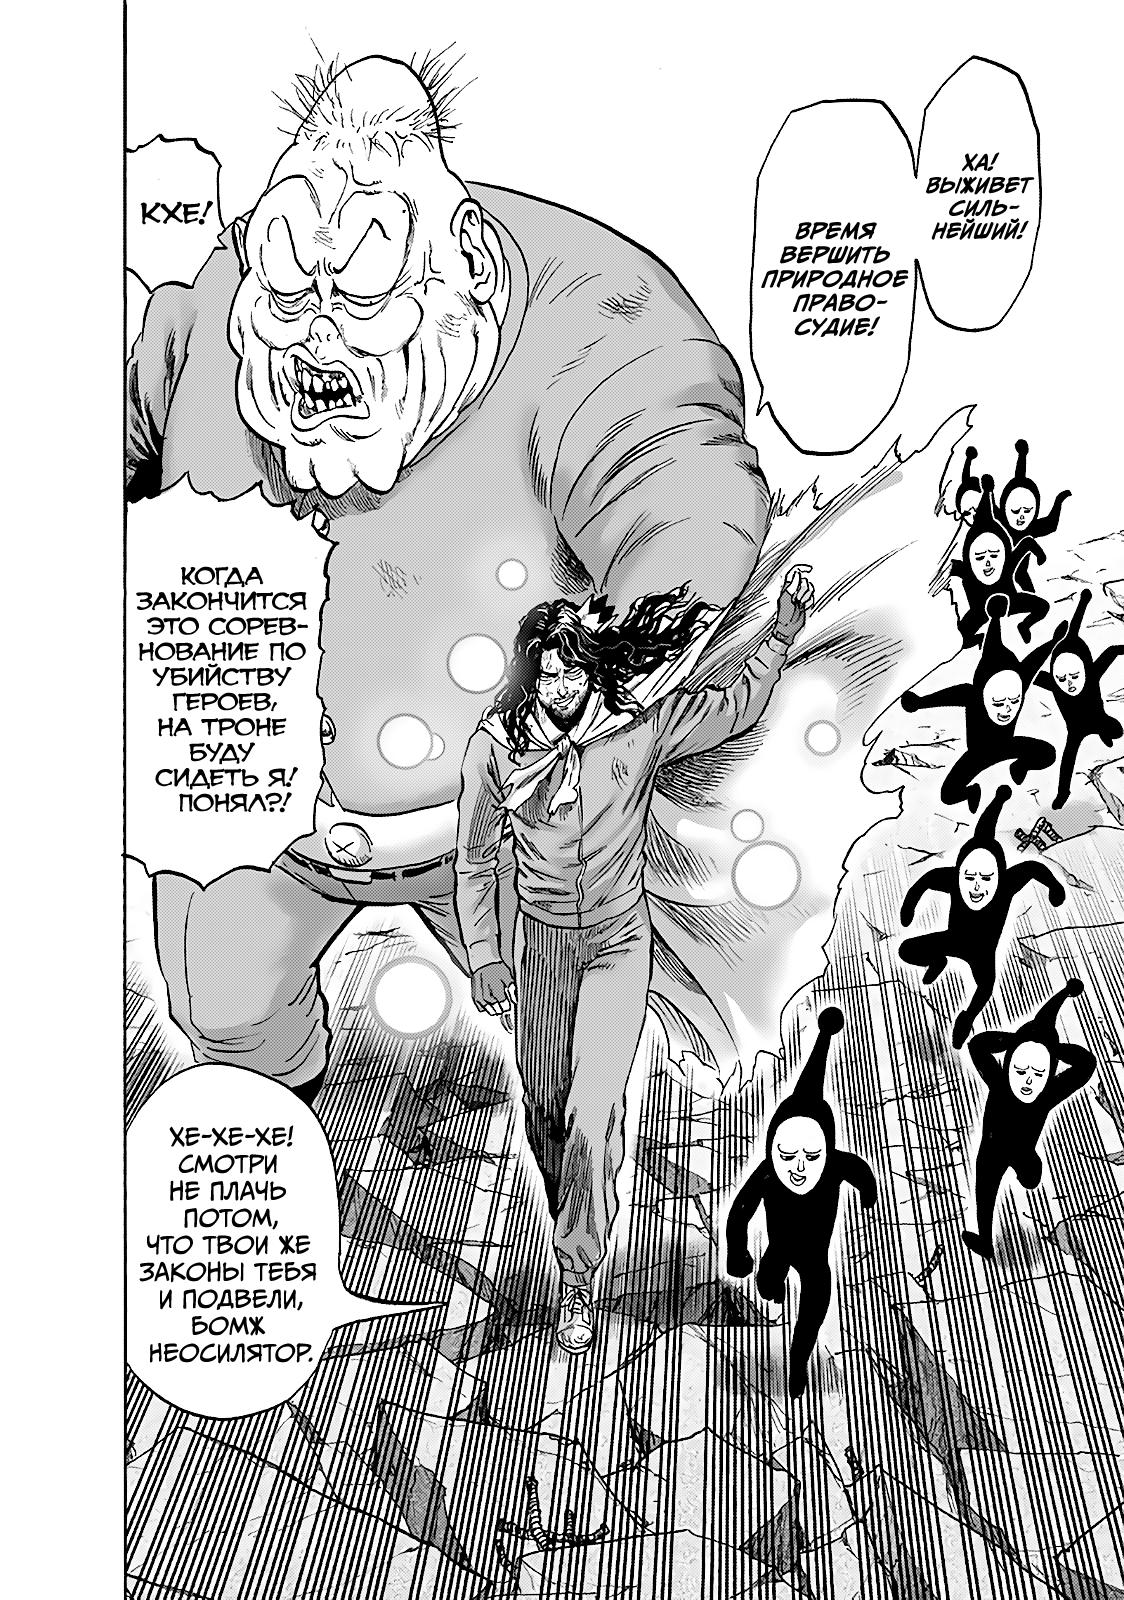 ХА!
ВЫЖИВЕТ
СИЛЬ-
НЕЙШИЙ!
ВРЕМЯ
ВЕРШИТЬ
ПРИРОДНОЕ
ПРАВО-
СУДИЕ!
КХЕ!
КОГДА
ЗАКОНЧИТСЯ
ЭТО СОРЕВ-
НОВАНИЕ ПО
УБИЙСТВУ
ГЕРОЕВ,
НА ТРОНЕ
БУДУ
СИДЕТЬ Я!
ПОНЯЛ?!
ХЕ-ХЕ-ХЕ!
СМОТРИ
НЕ ПЛАЧЬ
ПОТОМ,
ЧТО ТВОИ ЖЕ
ЗАКОНЫ ТЕБЯ
И ПОДВЕЛИ,
БОМЖ
НЕОСИЛЯТОР.